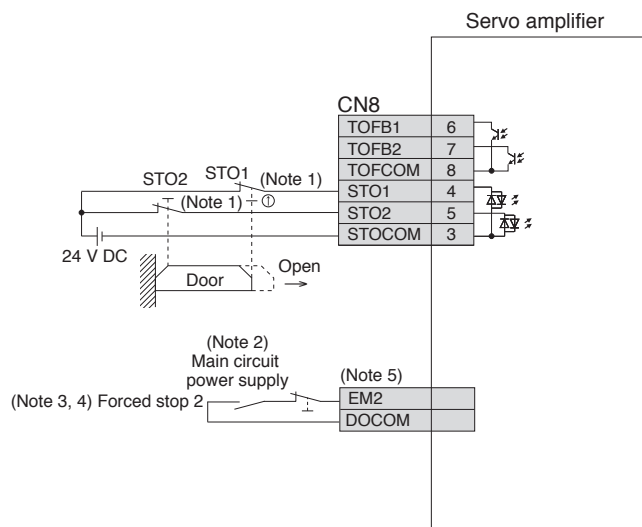 Servo amplifier
CN8
TOFB1 6
TOFB2 7
TOFCOM 8
STO1 4
STO2 5
STOCOM 3
STO2 STO1 (Note 1)
(Note 1)
24 V DC
Door
Open
(Note 2)
Main circuit
power supply
(Note 5)
(Note 3, 4) Forced stop 2
EM2
DOCOM